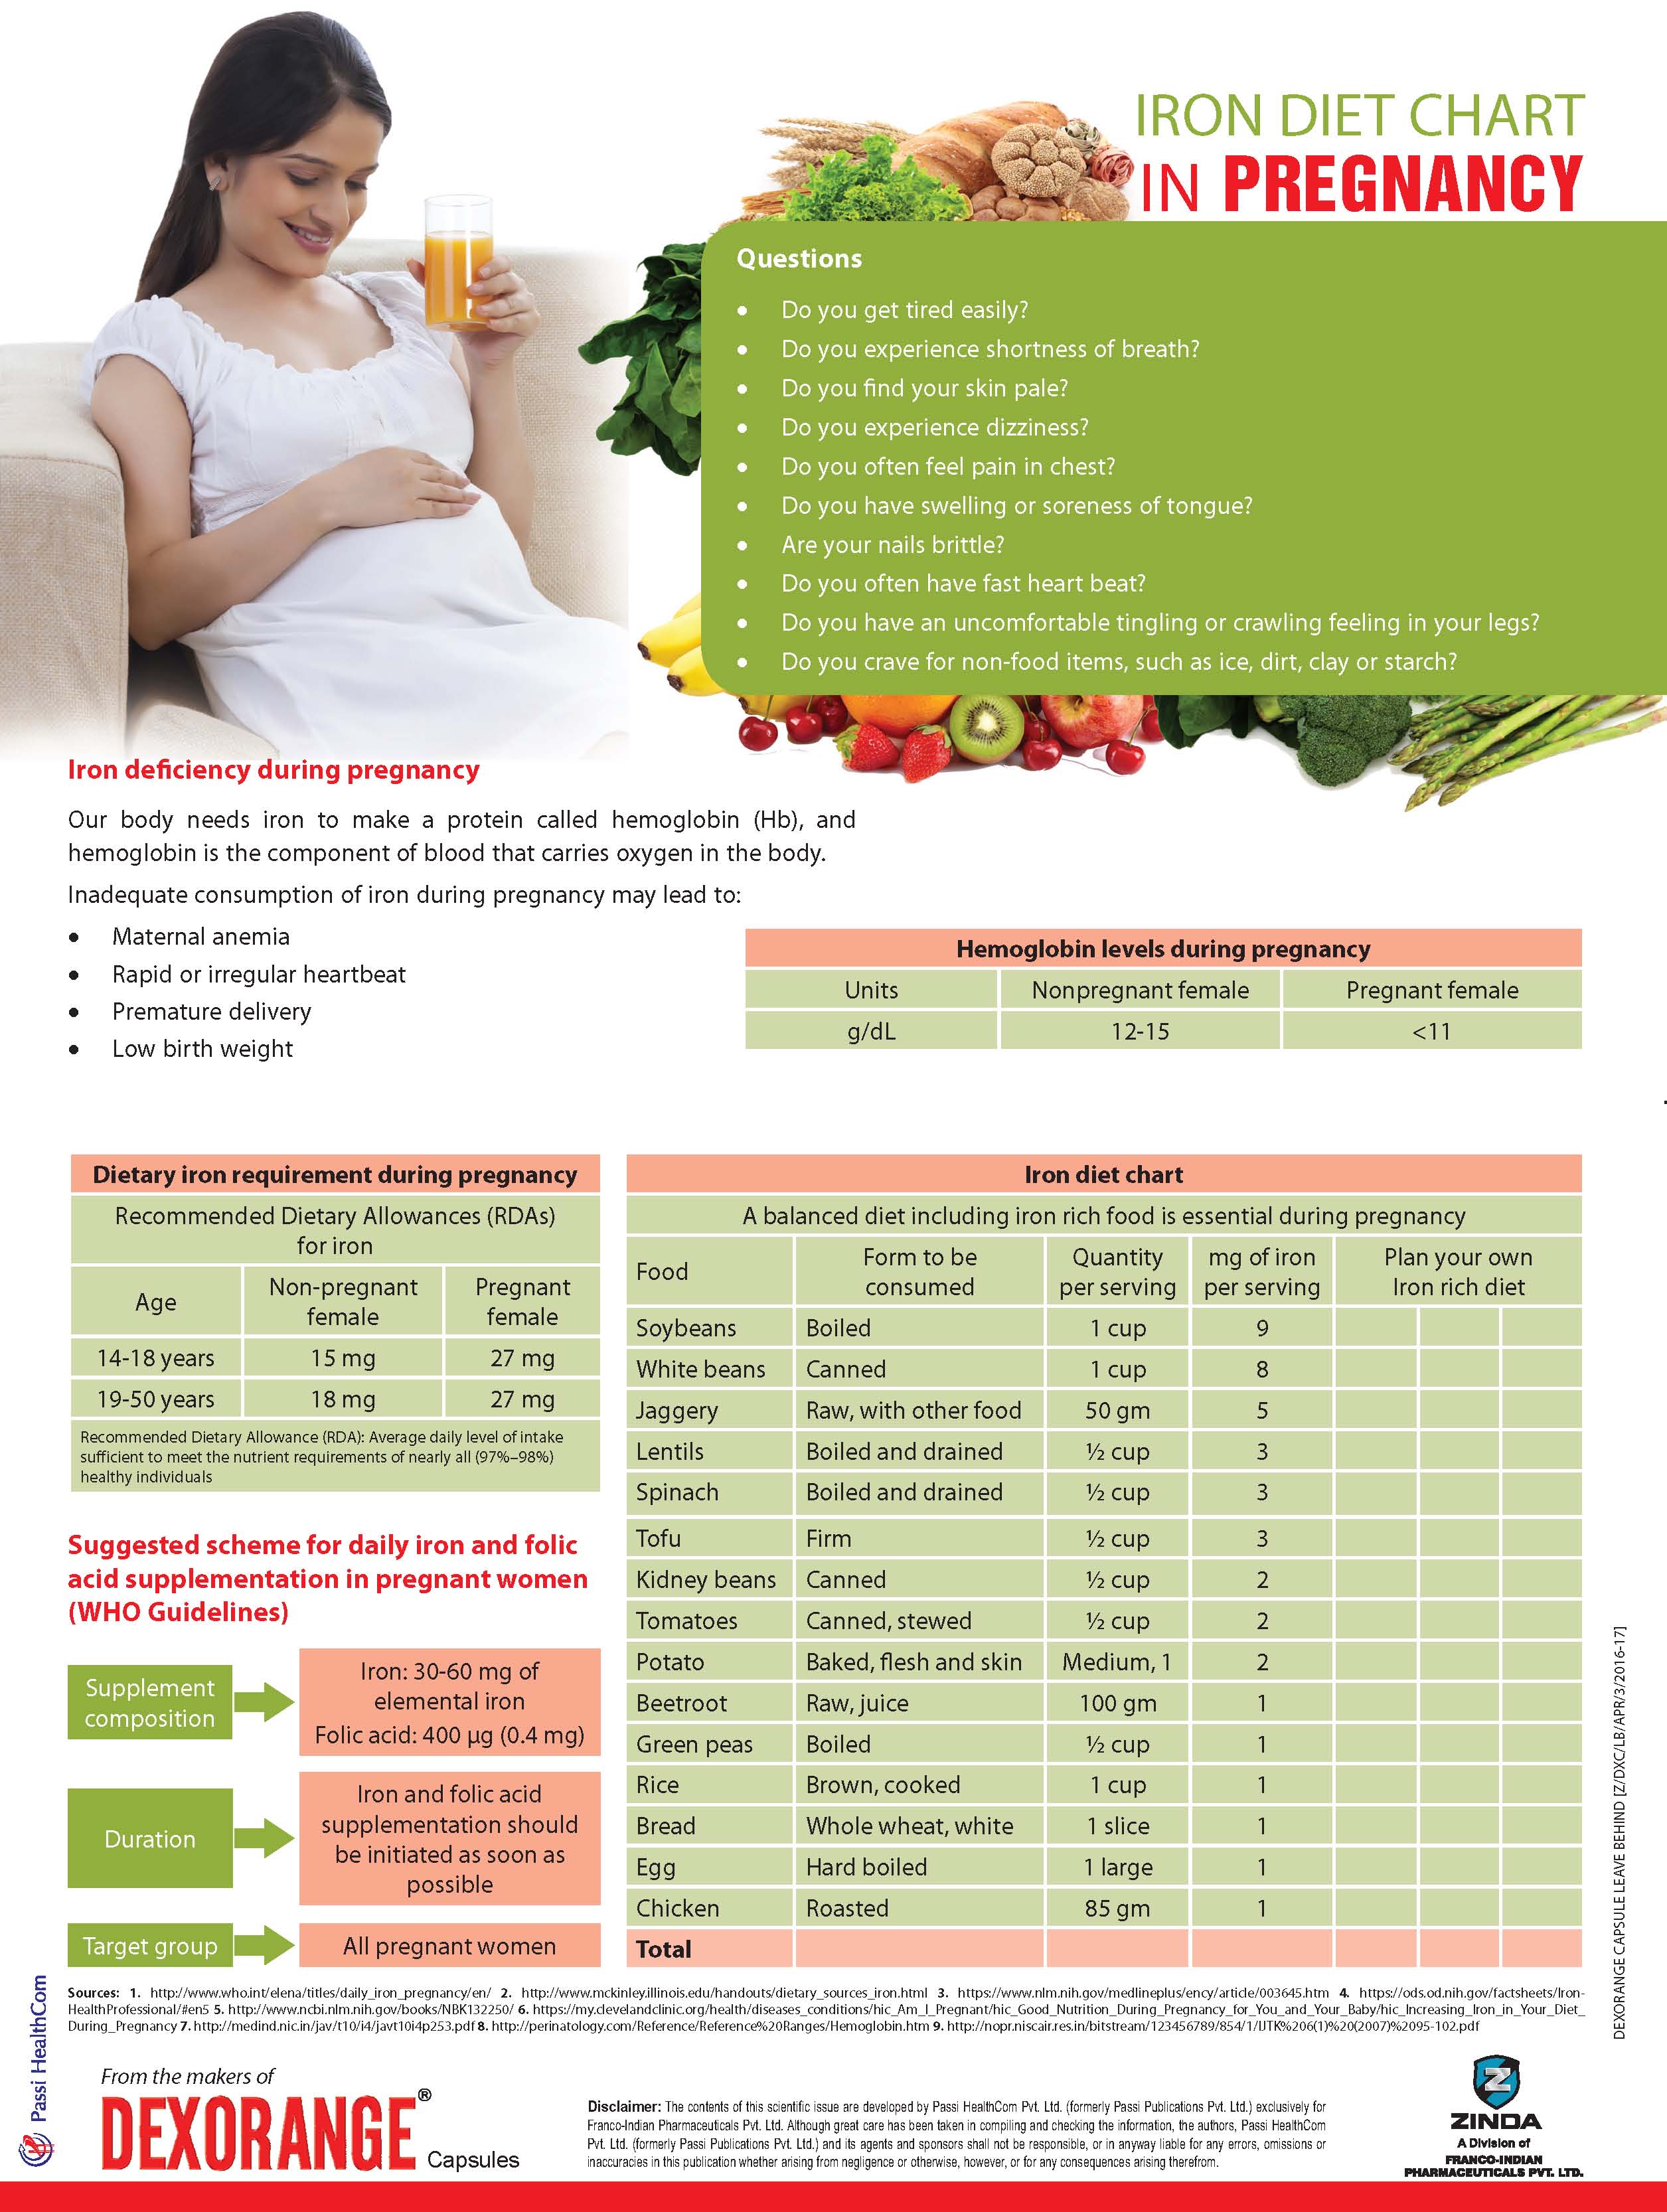 IRON DIET CHART
IN PREGNANCY
Questions
• Do you get tired easily?
• Do you experience shortness of breath?
• Do you find your skin pale?
• Do you experience dizziness?
• Do you often feel pain in chest?
• Do you have swelling or soreness of tongue?
• Are your nails brittle?
• Do you often have fast heart beat?
• Do you have an uncomfortable tingling or crawling feeling in your legs?
• Do you crave for non-food items, such as ice, dirt, clay or starch?
Iron deficiency during pregnancy
Our body needs iron to make a protein called hemoglobin (Hb), and
hemoglobin is the component of blood that carries oxygen in the body.
Inadequate consumption of iron during pregnancy may lead to:
• Maternal anemia
• Rapid or irregular heartbeat
• Premature delivery
• Low birth weight
Hemoglobin levels during pregnancy
Units Nonpregnant female Pregnant female
g/dL 12-15 <11
Dietary iron requirement during pregnancy
Recommended Dietary Allowances (RDAs)
for iron
Age Non-pregnant female Pregnant female
14-18 years 15 mg 27 mg
19-50 years 18 mg 27 mg
Recommended Dietary Allowance (RDA): Average daily level of intake
sufficient to meet the nutrient requirements of nearly all (97%–98%)
healthy individuals
Suggested scheme for daily iron and folic
acid supplementation in pregnant women
(WHO Guidelines)
Supplement
composition
Iron: 30-60 mg of
elemental iron
Folic acid: 400 µg (0.4 mg)
Duration
Iron and folic acid
supplementation should
be initiated as soon as
possible
Target group
All pregnant women
Iron diet chart
A balanced diet including iron rich food is essential during pregnancy
Food Form to be consumed Quantity per serving mg of iron per serving Plan your own Iron rich diet
Soybeans Boiled 1 cup 9
White beans Canned 1 cup 8
Jaggery Raw, with other food 50 gm 5
Lentils Boiled and drained ½ cup 3
Spinach Boiled and drained ½ cup 3
Tofu Firm ½ cup 3
Kidney beans Canned ½ cup 2
Tomatoes Canned, stewed ½ cup 2
Potato Baked, flesh and skin Medium, 1 2
Beetroot Raw, juice 100 gm 1
Green peas Boiled ½ cup 1
Rice Brown, cooked 1 cup 1
Bread Whole wheat, white 1 slice 1
Egg Hard boiled 1 large 1
Chicken Roasted 85 gm 1
Total
Sources: 1. http://www.who.int/elena/titles/daily_iron_pregnancy/en/ 2. http://www.mckinley.illinois.edu/handouts/dietary_sources_iron.html 3. https://www.nlm.nih.gov/medlineplus/ency/article/003645.htm 4. https://ods.od.nih.gov/factsheets/Iron-
HealthProfessional/#en5 5. http://www.ncbi.nlm.nih.gov/books/NBK132250/ 6. https://my.clevelandclinic.org/health/diseases_conditions/hic_Am_I_Pregnant/hic_Good_Nutrition_During_Pregnancy_for_You_and_Your_Baby/hic_Increasing_Iron_in_Your_Diet_
During_Pregnancy 7. http://medind.nic.in/jav/t10/i4/javt10i4p253.pdf 8. http://perinatology.com/Reference/Reference%20Ranges/Hemoglobin.htm 9. http://nopr.niscair.res.in/bitstream/123456789/854/1/IJTK%206(1)%20(2007)%2095-102.pdf
DEXORANGE CAPSULE LEAVE BEHIND [Z/DXC/LB/APR/3/2016-17]
Passi HealthCom
From the makers of
DEXORANGE®
Capsules
Disclaimer: The contents of this scientific issue are developed by Passi HealthCom Pvt. Ltd. (formerly Passi Publications Pvt. Ltd.) exclusively for
Franco-Indian Pharmaceuticals Pvt. Ltd. Although great care has been taken in compiling and checking the information, the authors, Passi HealthCom
Pvt. Ltd. (formerly Passi Publications Pvt. Ltd.) and its agents and sponsors shall not be responsible, or in anyway liable for any errors, omissions or
inaccuracies in this publication whether arising from negligence or otherwise, however, or for any consequences arising therefrom.
Z
ZINDA
A Division of
FRANCO-INDIAN
PHARMACEUTICALS PVT. LTD.